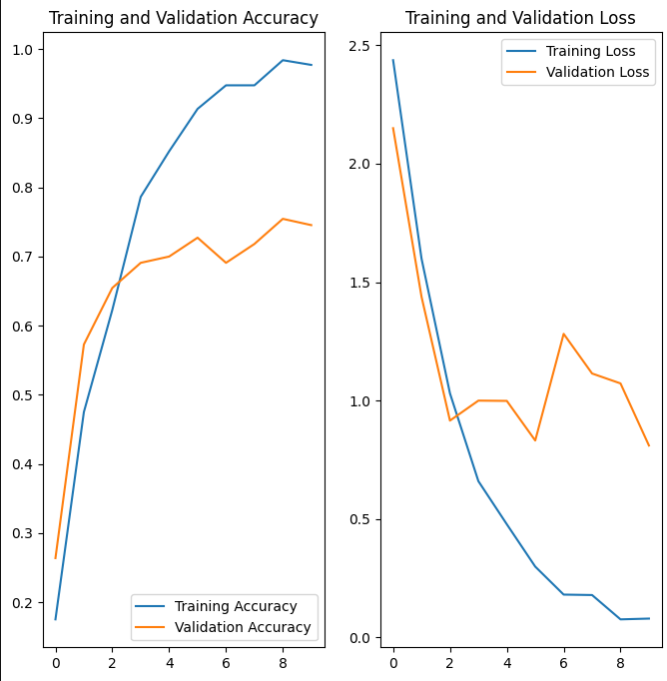 Training and Validation Accuracy
1.0
0.9
0.8
0.7
0.6
0.5
0.4
0.3
0.2
0 2 4 6 8
Training Accuracy
Validation Accuracy
Training and Validation Loss
2.5
2.0
1.5
1.0
0.5
0.0
0 2 4 6 8
Training Loss
Validation Loss